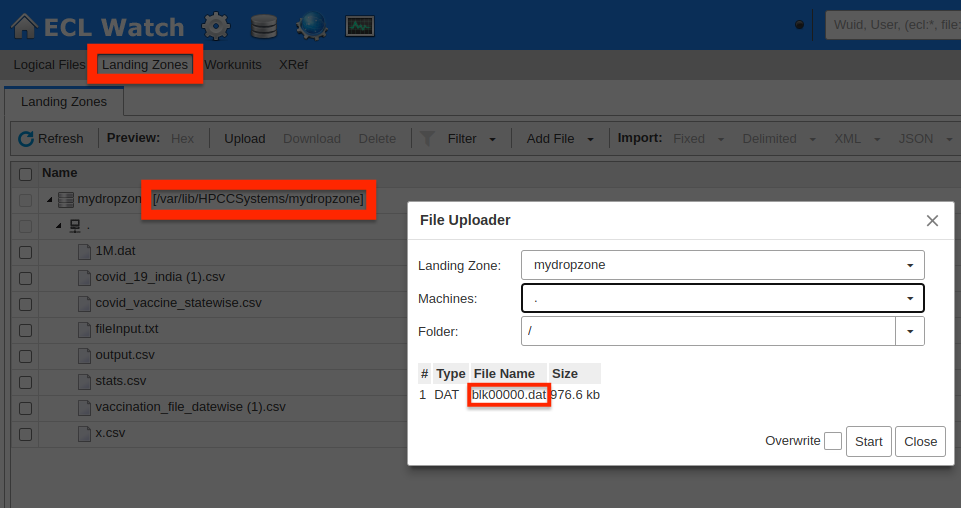 ECL Watch
Wuid, User, (ecl:*, file:
Logical Files Landing Zones Workunits XRef
Landing Zones
Refresh Preview: Hex Upload Download Delete Filter Add File Import: Fixed Delimited XML JSON
Name
mydropzone [/var/lib/HPCCSystems/mydropzone]
.
1M.dat
covid_19_india (1).csv
covid_vaccine_statewise.csv
fileInput.txt
output.csv
stats.csv
vaccination_file_datewise (1).csv
x.csv
File Uploader
Landing Zone: mydropzone
Machines: .
Folder: /
# Type File Name Size
1 DAT blk00000.dat 976.6 kb
Overwrite Start Close